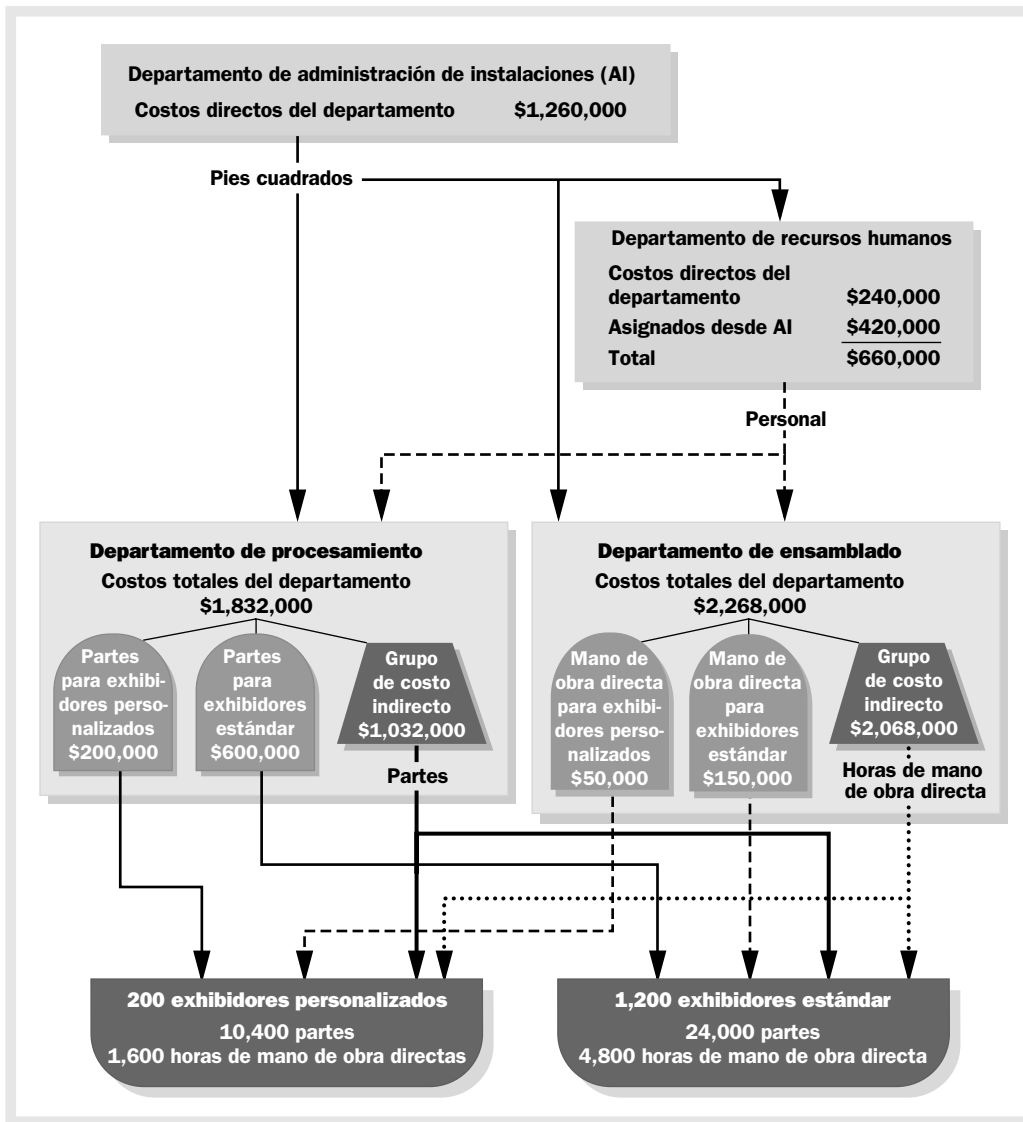 Departamento de administración de instalaciones (AI)
Costos directos del departamento $1,260,000
Pies cuadrados
Departamento de recursos humanos
Costos directos del
departamento $240,000
Asignados desde AI $420,000
Total $660,000
Personal
Departamento de procesamiento
Costos totales del departamento
$1,832,000
Partes
para exhibi-
dores perso-
nalizados
$200,000
Partes
para
exhibidores
estándar
$600,000
Grupo
de costo
indirecto
$1,032,000
Partes
Departamento de ensamblado
Costos totales del departamento
$2,268,000
Mano de
obra directa
para exhibi-
dores perso-
nalizados
$50,000
Mano de
obra directa
para
exhibidores
estándar
$150,000
Grupo
de costo
indirecto
$2,068,000
Horas de mano
de obra directa
200 exhibidores personalizados
10,400 partes
1,600 horas de mano de obra directas
1,200 exhibidores estándar
24,000 partes
4,800 horas de mano de obra directa